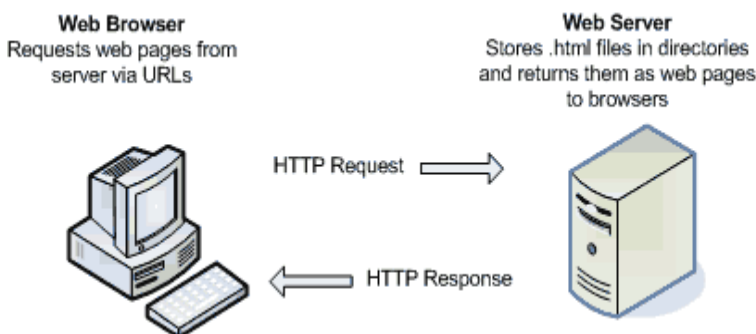 Web Browser
Requests web pages from
server via URLs
Web Server
Stores .html files in directories
and returns them as web pages
to browsers
HTTP Request
HTTP Response